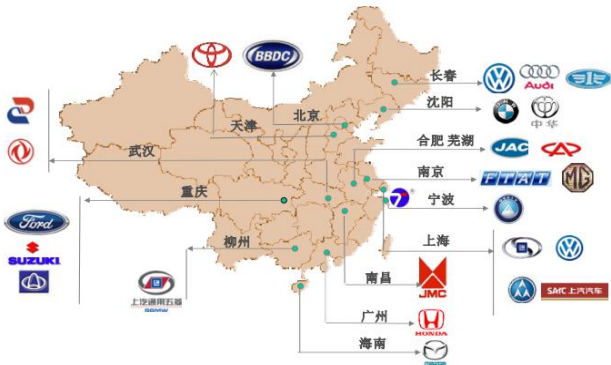 BBDC
长春
Audi
沈阳
中华
北京
天津
合肥 芜湖
JAC
武汉
南京
FIAT
MG
重庆
宁波
Ford
上海
柳州
SUZUKI
上汽通用五菱
SGMW
南昌
JMC
SAIC 上汽汽车
广州
HONDA
海南